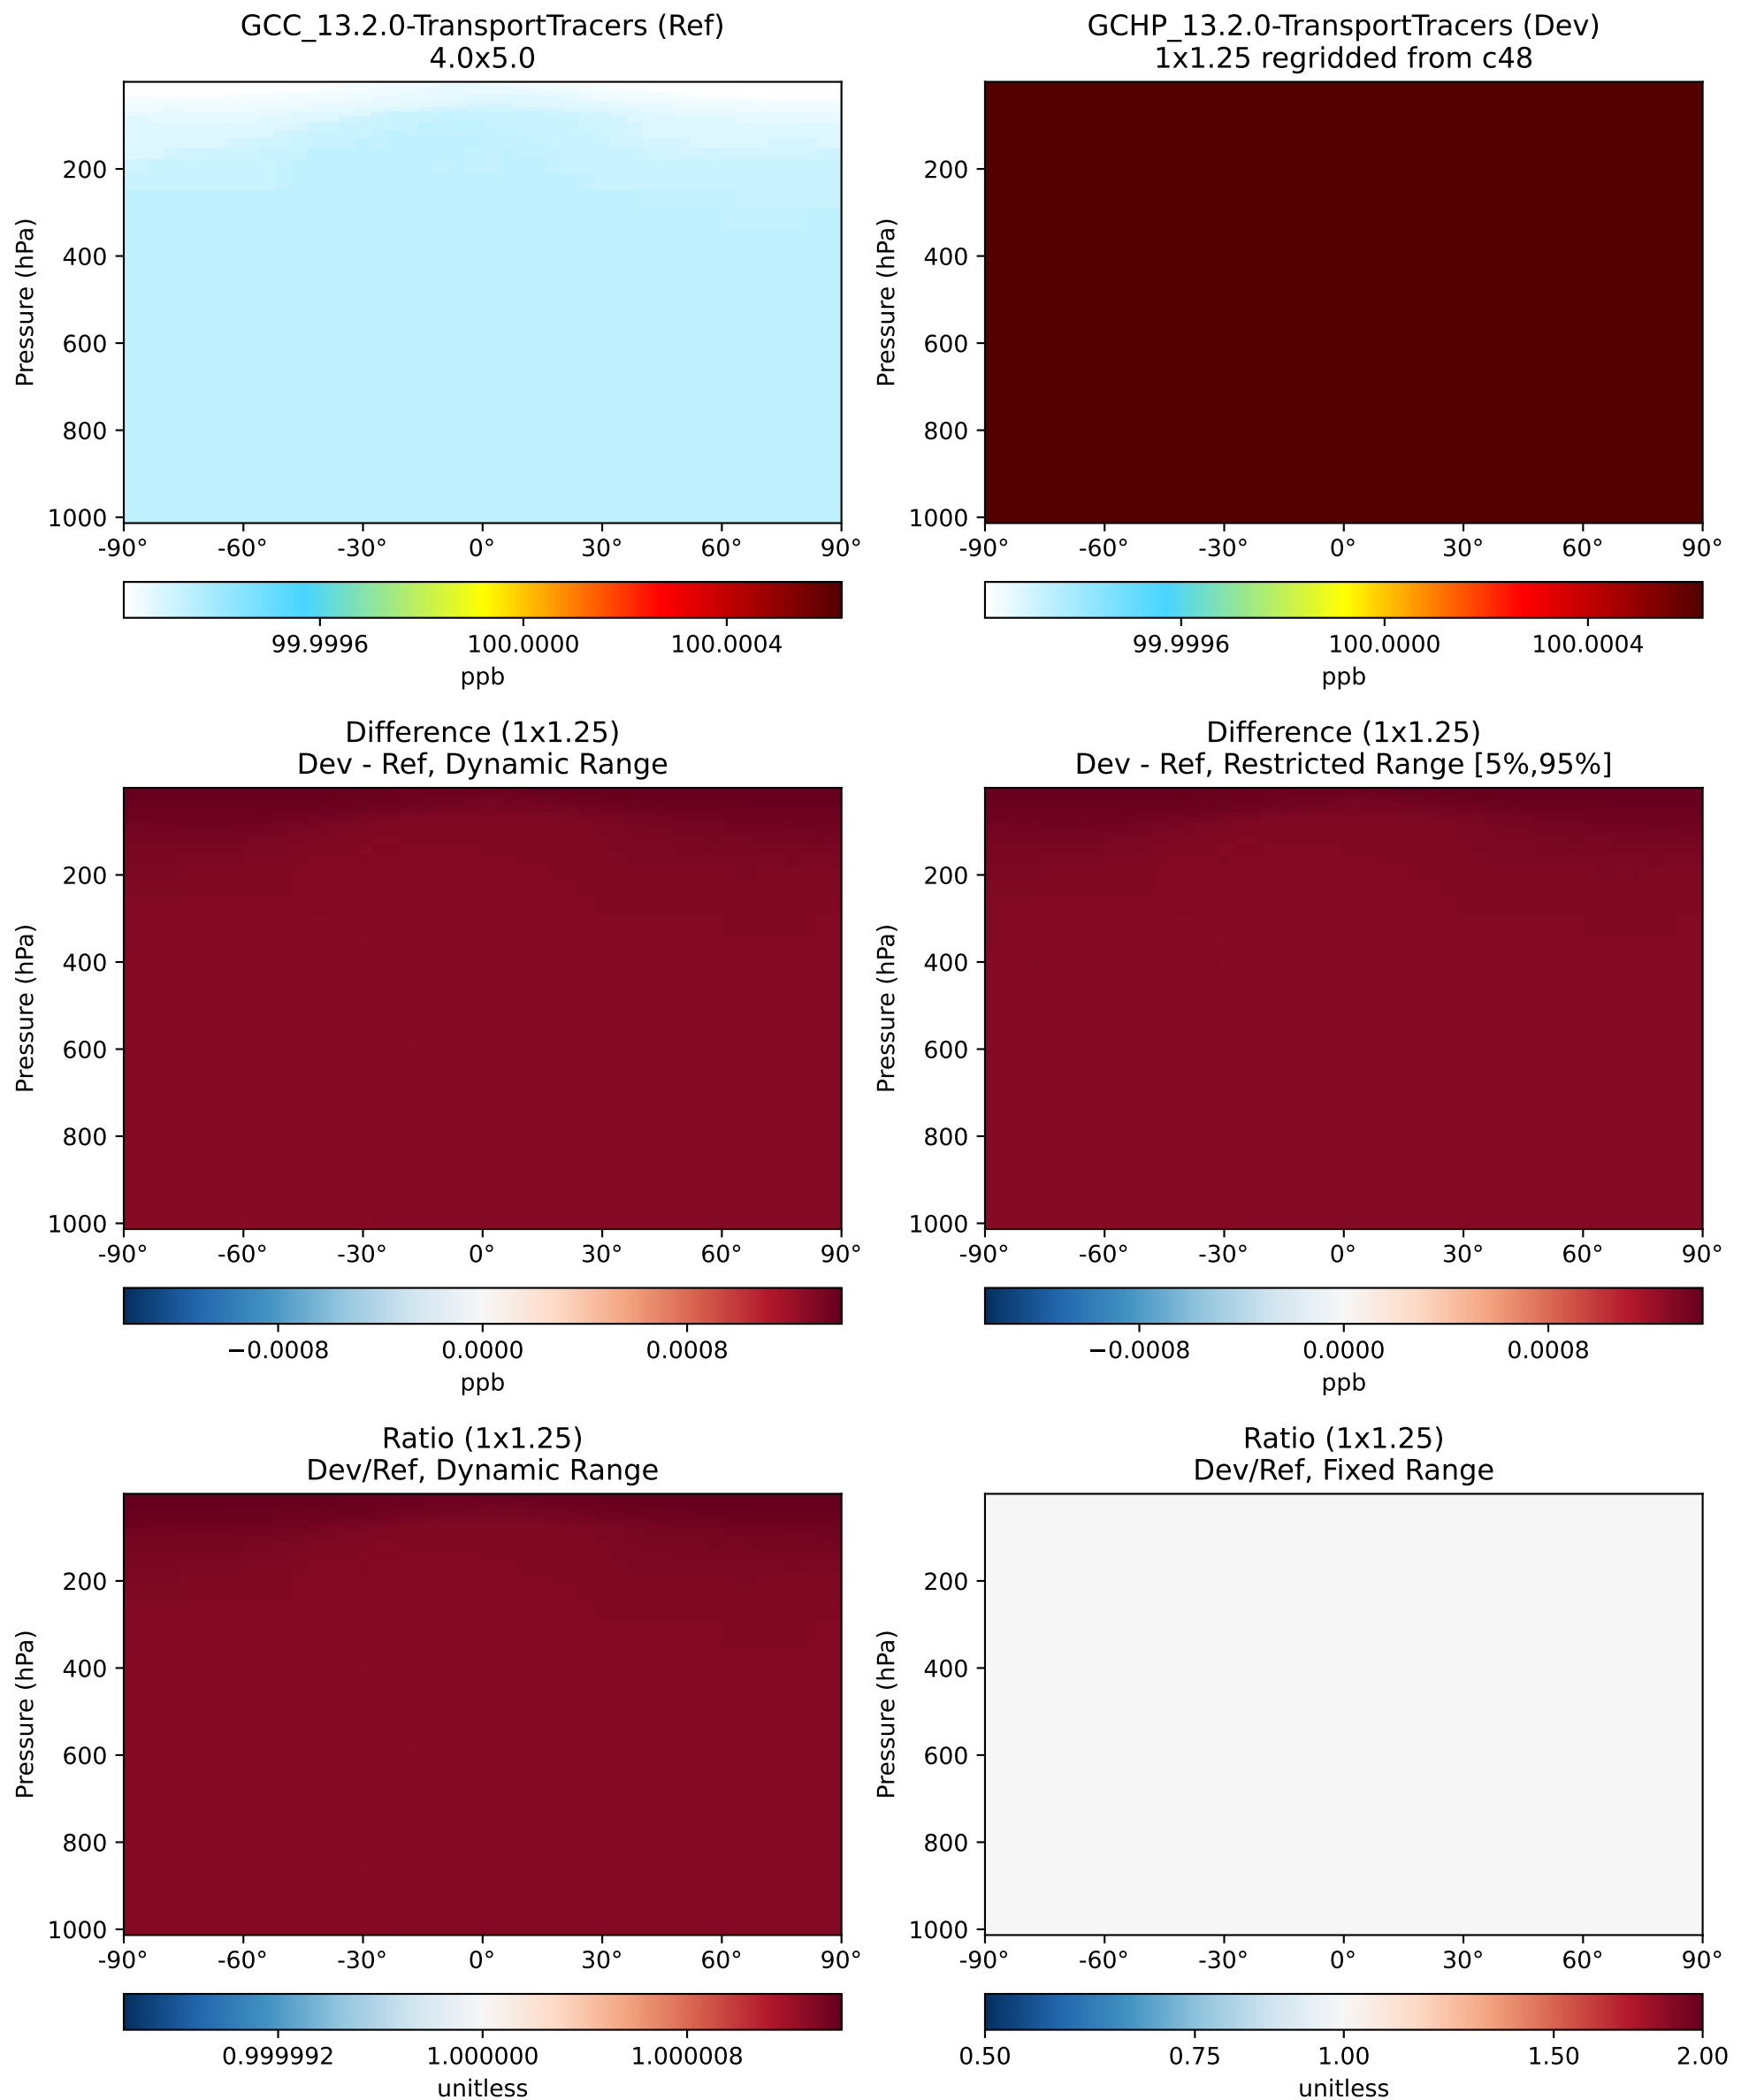 GCC_13.2.0-TransportTracers (Ref)
4.0x5.0
Pressure (hPa)
200
400
600
800
1000
-90° -60° -30° 0° 30° 60° 90°
99.9996 100.0000 100.0004
ppb
GCHP_13.2.0-TransportTracers (Dev)
1x1.25 regridded from c48
Pressure (hPa)
200
400
600
800
1000
-90° -60° -30° 0° 30° 60° 90°
99.9996 100.0000 100.0004
ppb
Difference (1x1.25)
Dev - Ref, Dynamic Range
Pressure (hPa)
200
400
600
800
1000
-90° -60° -30° 0° 30° 60° 90°
−0.0008 0.0000 0.0008
ppb
Difference (1x1.25)
Dev - Ref, Restricted Range [5%,95%]
Pressure (hPa)
200
400
600
800
1000
-90° -60° -30° 0° 30° 60° 90°
−0.0008 0.0000 0.0008
ppb
Ratio (1x1.25)
Dev/Ref, Dynamic Range
Pressure (hPa)
200
400
600
800
1000
-90° -60° -30° 0° 30° 60° 90°
0.999992 1.000000 1.000008
unitless
Ratio (1x1.25)
Dev/Ref, Fixed Range
Pressure (hPa)
200
400
600
800
1000
-90° -60° -30° 0° 30° 60° 90°
0.50 0.75 1.00 1.50 2.00
unitless